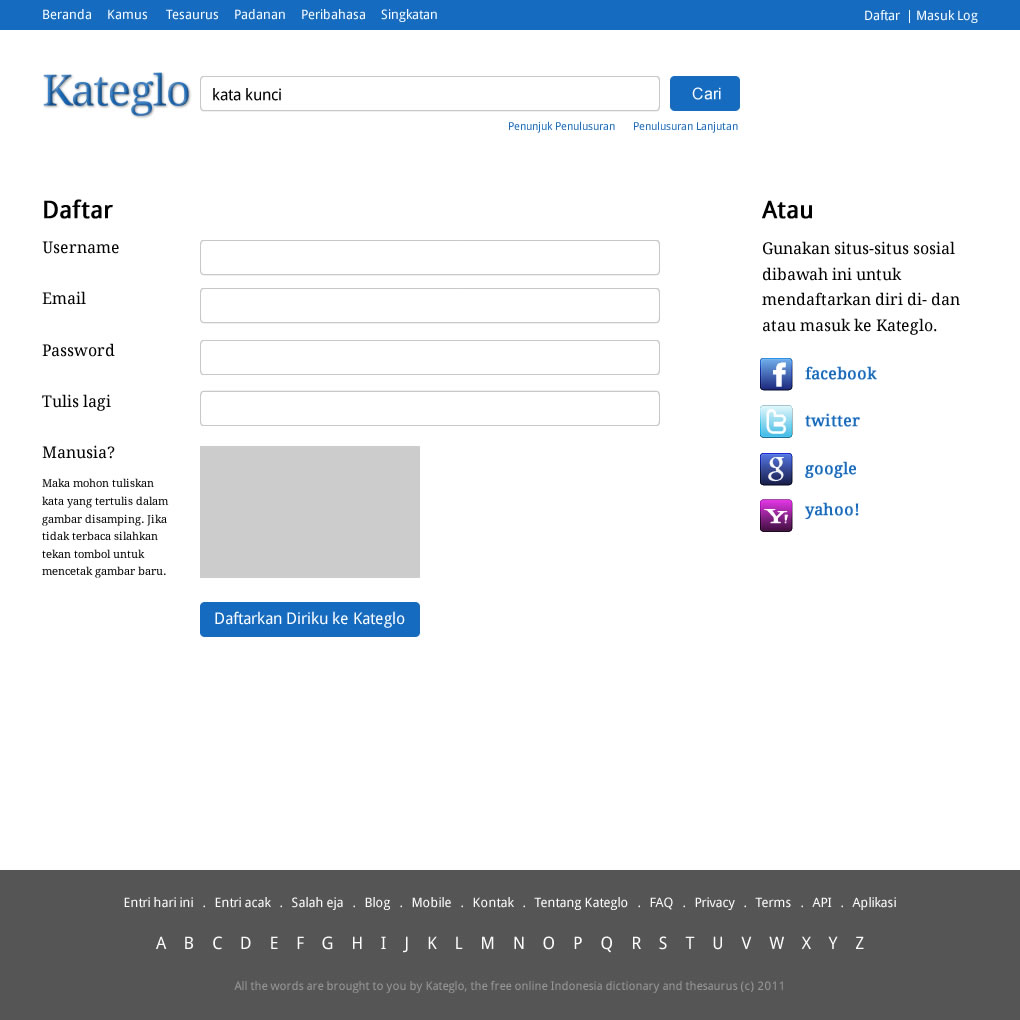 Beranda Kamus Tesaurus Padanan Peribahasa Singkatan Daftar | Masuk Log
Kateglo kata kunci Cari
Penunjuk Penulusuran Penulusuran Lanjutan
Daftar
Username
Email
Password
Tulis lagi
Manusia?
Maka mohon tuliskan
kata yang tertulis dalam
gambar disamping. Jika
tidak terbaca silahkan
tekan tombol untuk
mencetak gambar baru.
Daftarkan Diriku ke Kateglo
Atau
Gunakan situs-situs sosial
dibawah ini untuk
mendaftarkan diri di- dan
atau masuk ke Kateglo.
f facebook
t twitter
g google
Y! yahoo!
Entri hari ini . Entri acak . Salah eja . Blog . Mobile . Kontak . Tentang Kateglo . FAQ . Privacy . Terms . API . Aplikasi
A B C D E F G H I J K L M N O P Q R S T U V W X Y Z
All the words are brought to you by Kateglo, the free online Indonesia dictionary and thesaurus (c) 2011